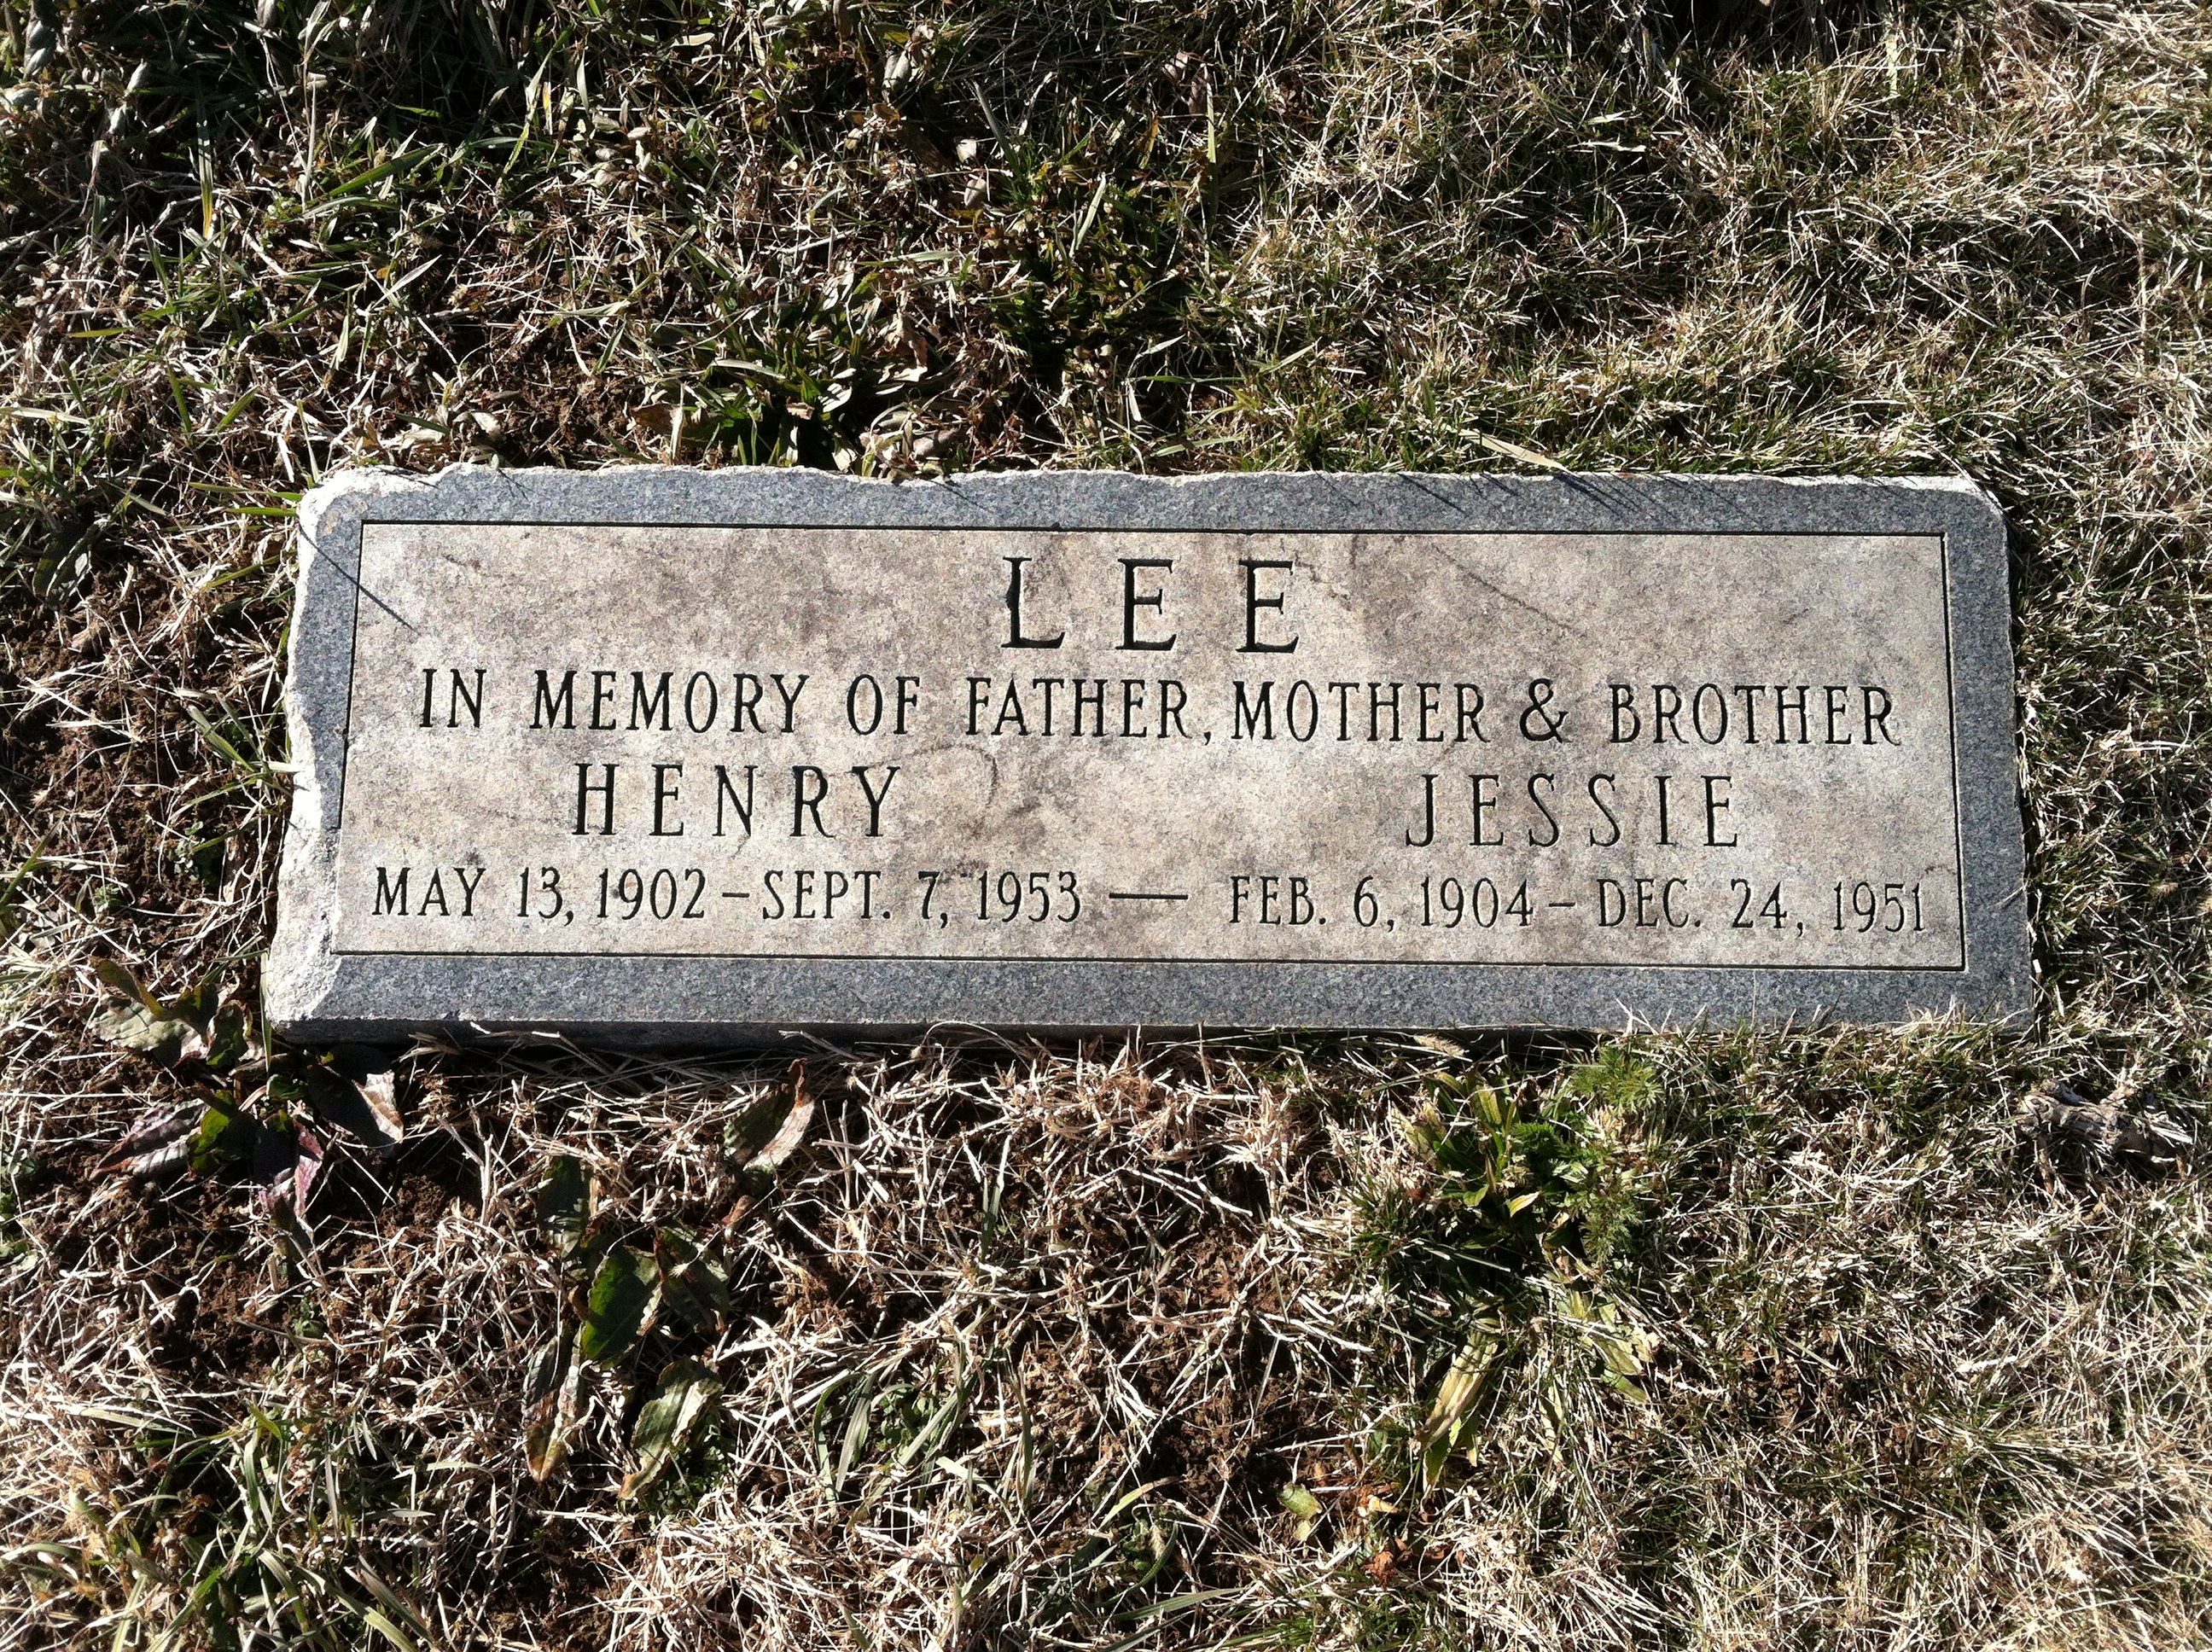 LEE
IN MEMORY OF FATHER, MOTHER & BROTHER
HENRY JESSIE
MAY 13, 1902 – SEPT. 7, 1953 — FEB. 6, 1904 – DEC. 24, 1951